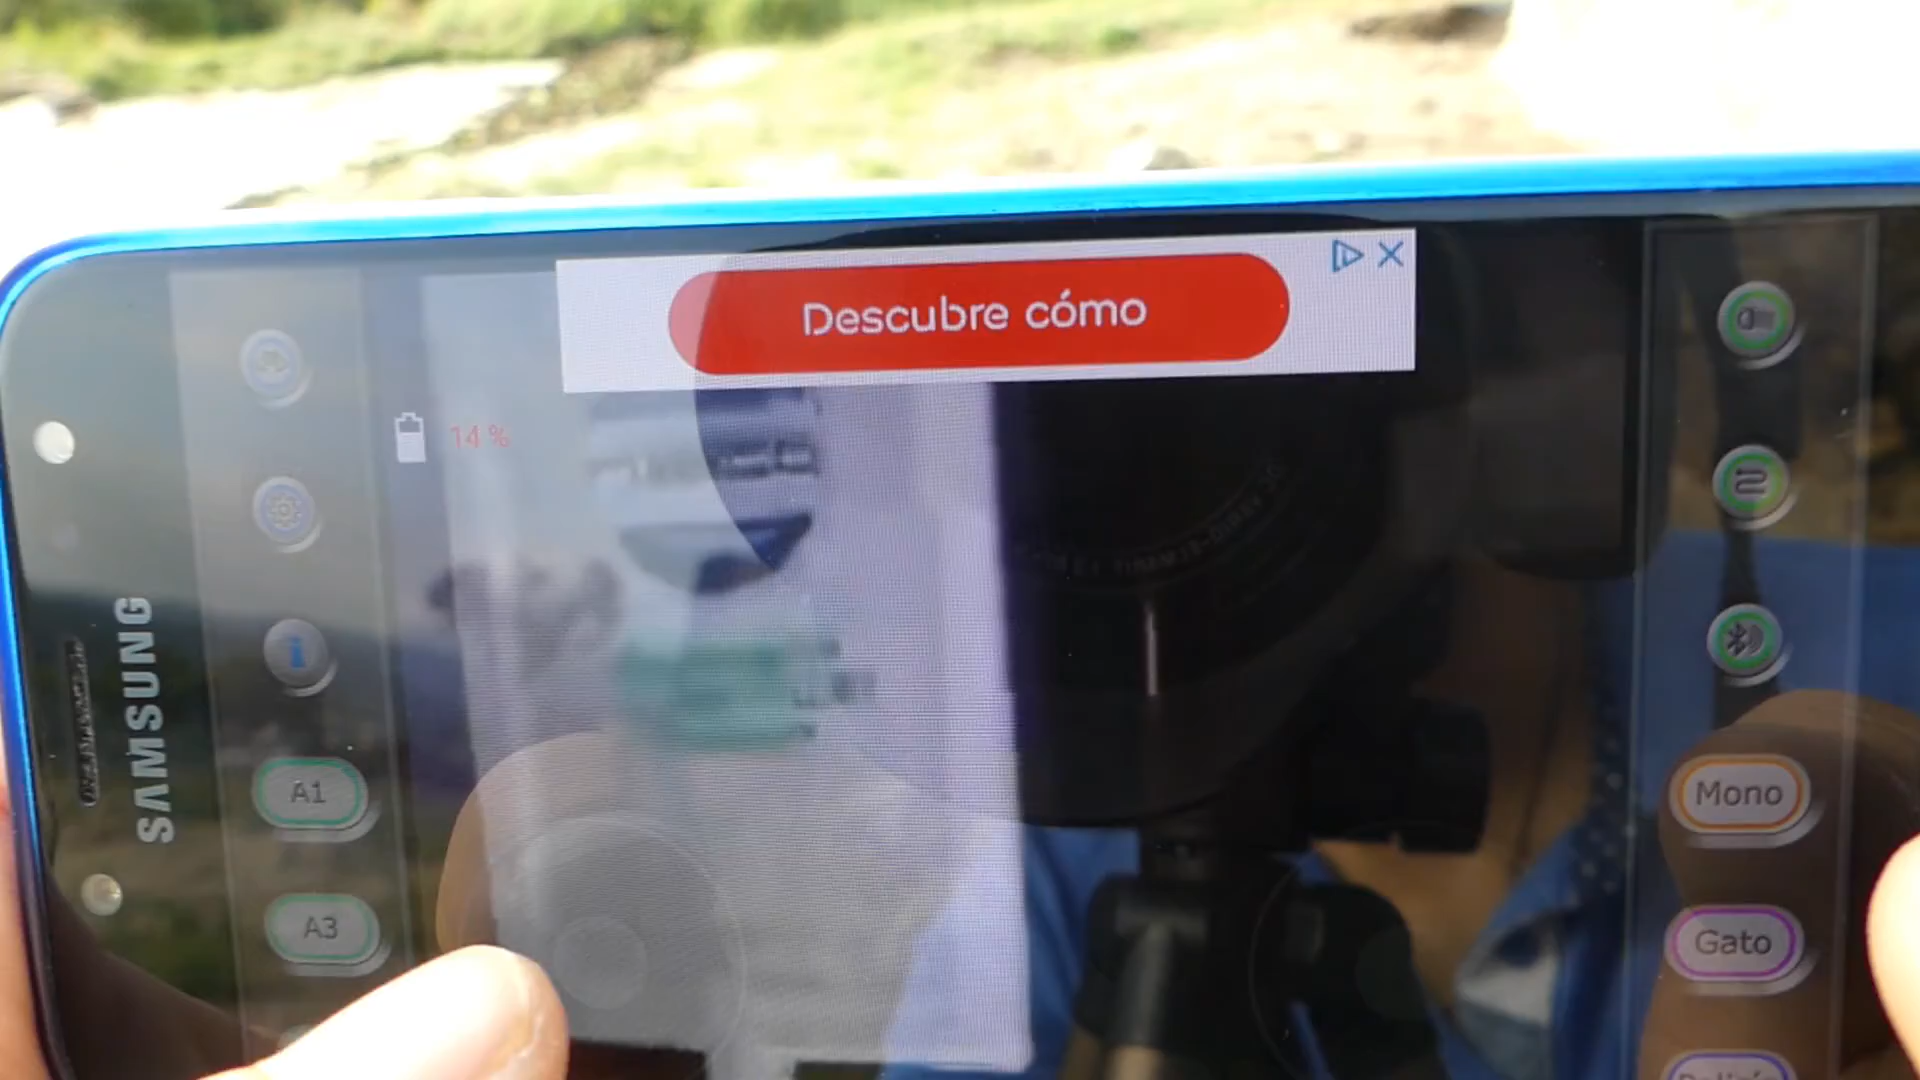 Descubre cómo
14 %
SAMSUNG
A1
A3
Mono
Gato